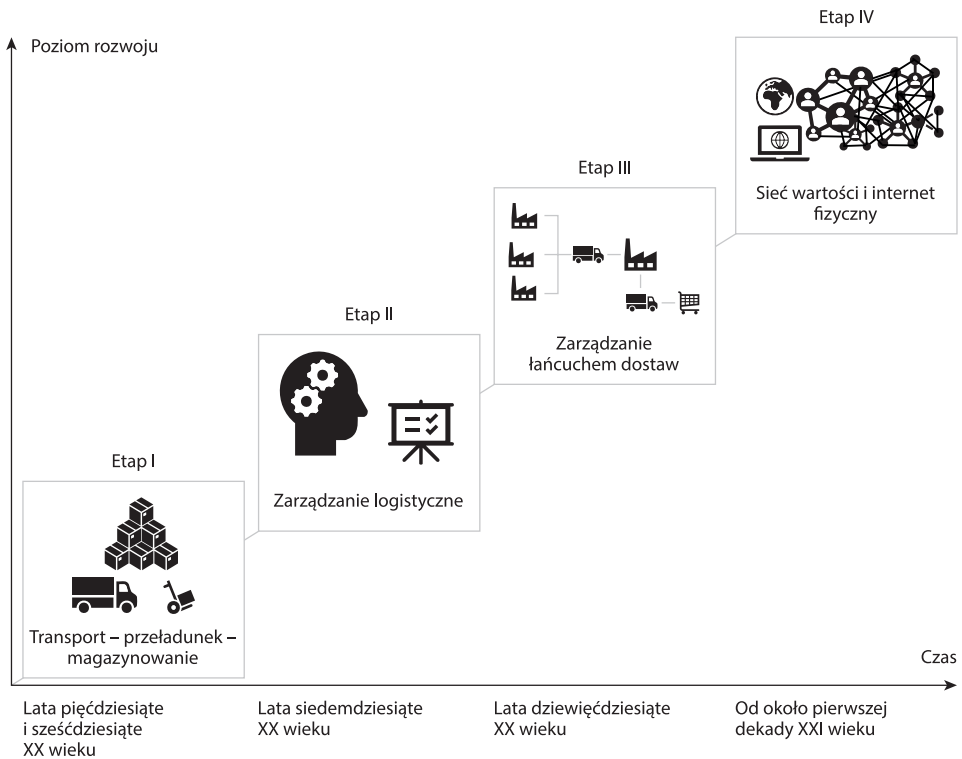 Etap IV
Poziom rozwoju
Sieć wartości i internet
fizyczny
Etap III
Zarządzanie
łańcuchem dostaw
Etap II
Zarządzanie logistyczne
Etap I
Transport – przeładunek –
magazynowanie
Czas
Lata pięćdziesiąte
i sześćdziesiąte
XX wieku
Lata siedemdziesiąte
XX wieku
Lata dziewięćdziesiąte
XX wieku
Od około pierwszej
dekady XXI wieku